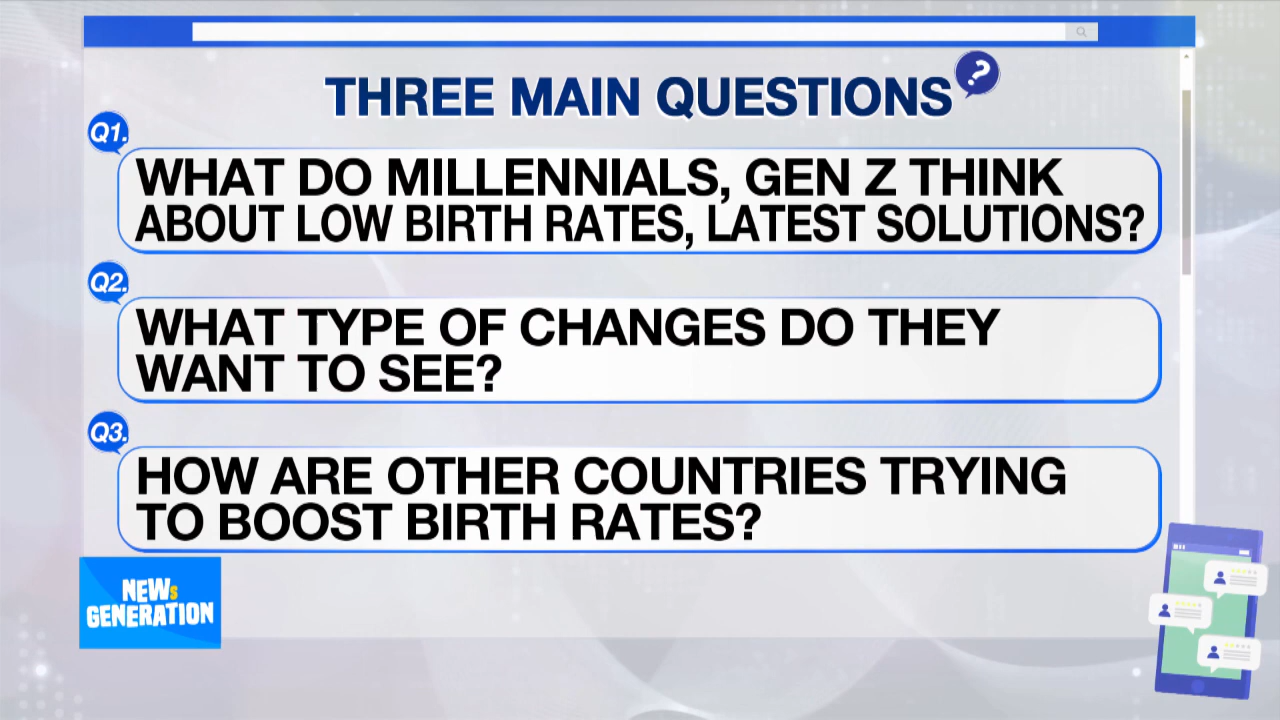 THREE MAIN QUESTIONS ?
Q1.
WHAT DO MILLENNIALS, GEN Z THINK
ABOUT LOW BIRTH RATES, LATEST SOLUTIONS?
Q2.
WHAT TYPE OF CHANGES DO THEY
WANT TO SEE?
Q3.
HOW ARE OTHER COUNTRIES TRYING
TO BOOST BIRTH RATES?
NEWs
GENERATION